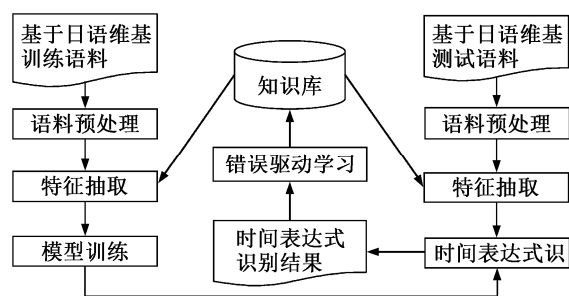 基于日语维基
训练语料
语料预处理
特征抽取
模型训练
知识库
错误驱动学习
时间表达式
识别结果
基于日语维基
测试语料
语料预处理
特征抽取
时间表达式识